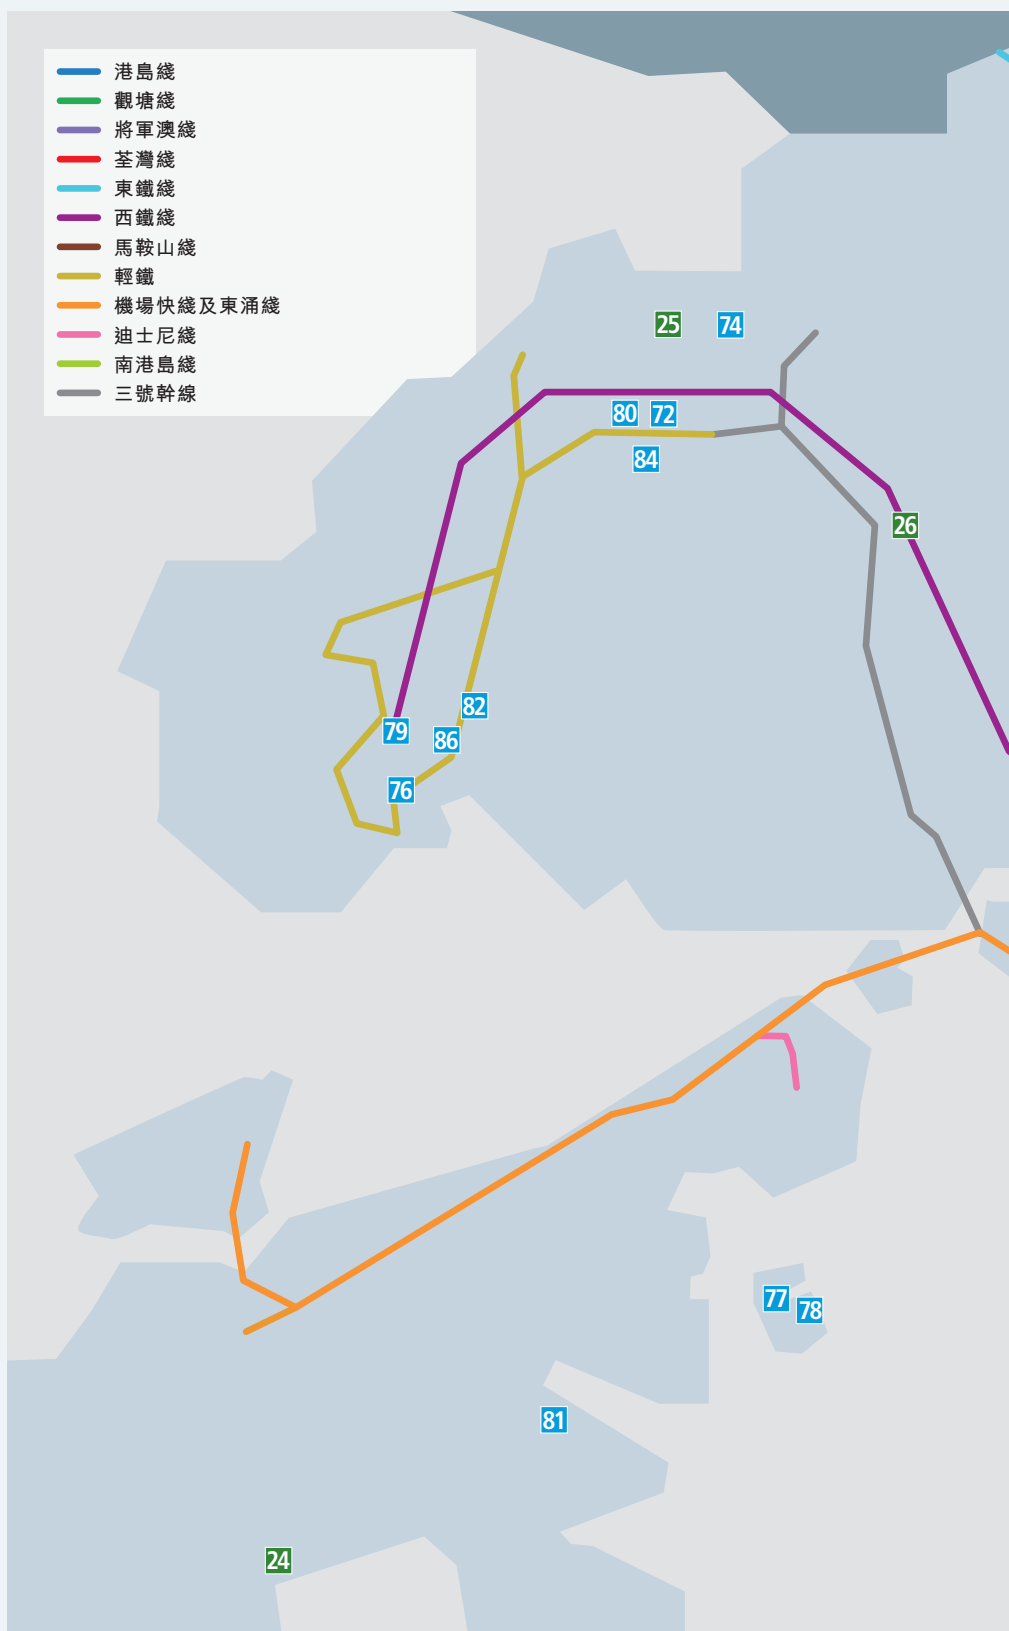 港島綫
觀塘綫
將軍澳綫
荃灣綫
東鐵綫
西鐵綫
馬鞍山綫
輕鐵
機場快綫及東涌綫
迪士尼綫
南港島綫
三號幹線
25 74
80 72
84
26
82
79 86
76
77 78
81
24